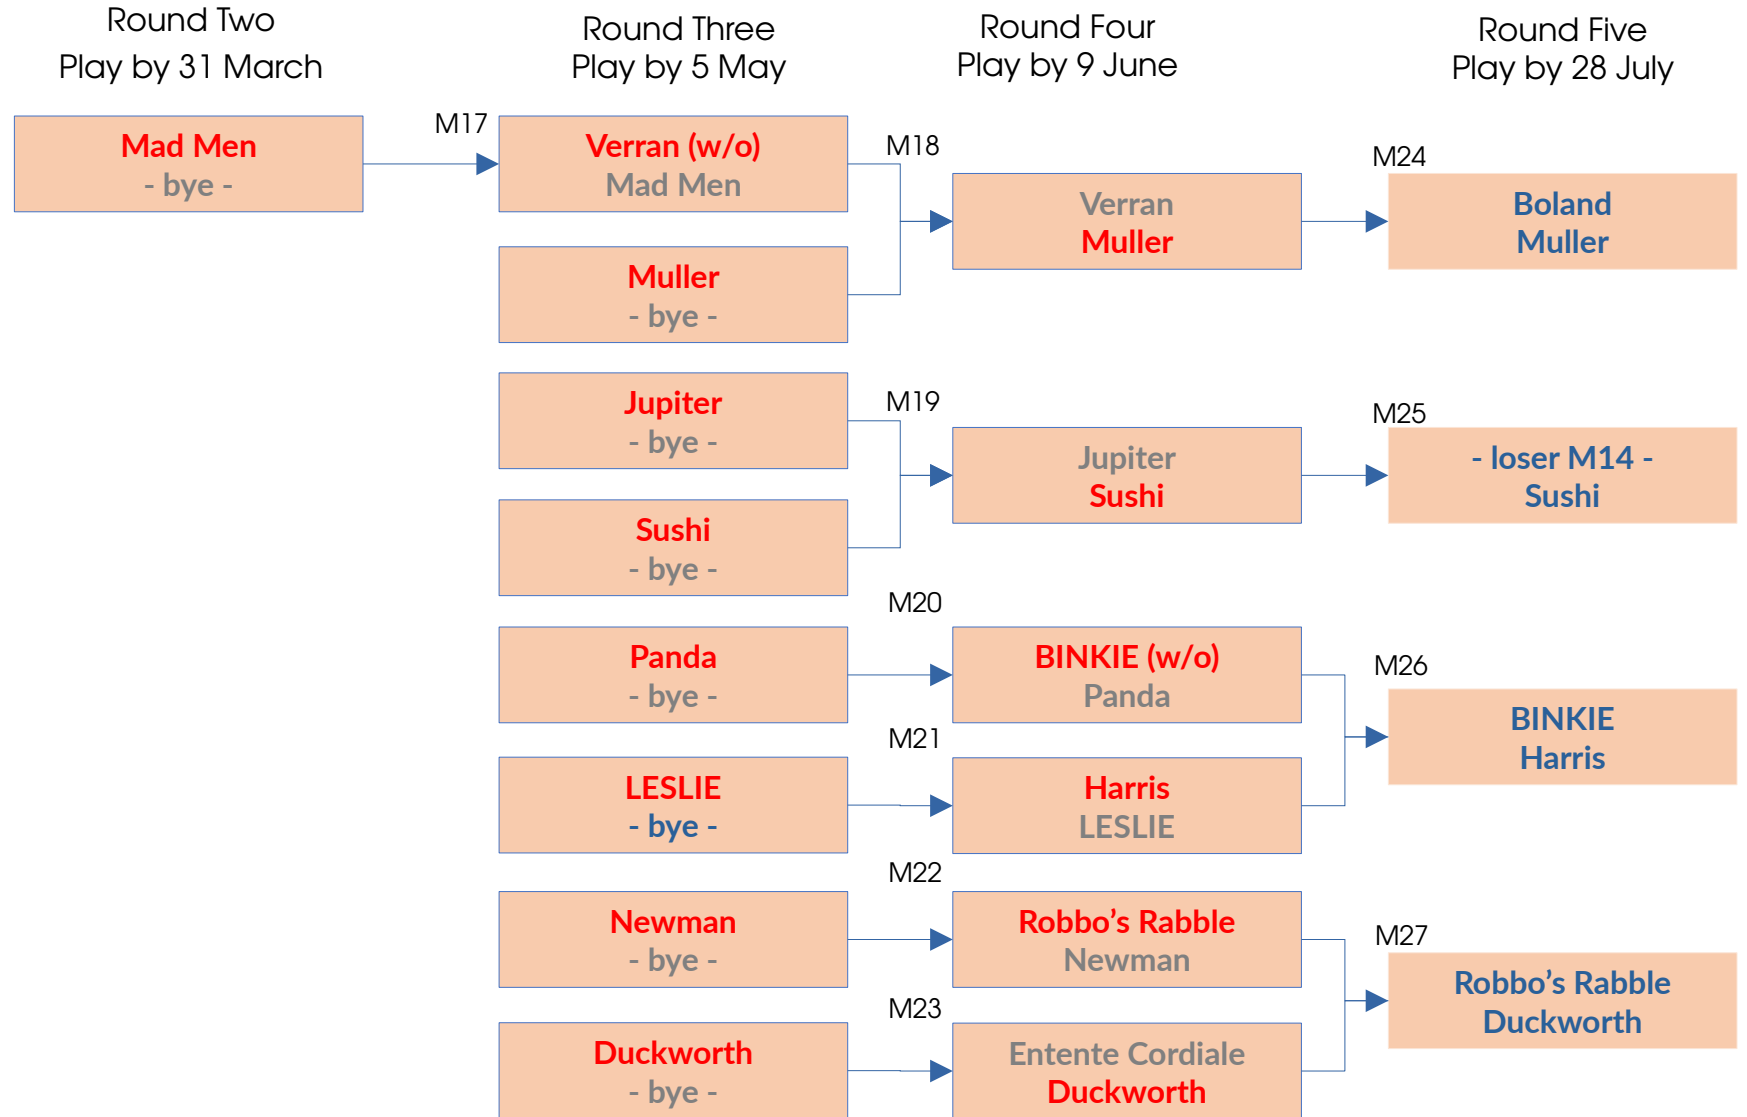 Round Two
Play by 31 March
Round Three
Play by 5 May
Round Four
Play by 9 June
Round Five
Play by 28 July
Mad Men
- bye -
M17
Verran (w/o)
Mad Men
Muller
- bye -
M18
Verran
Muller
M24
Boland
Muller
Jupiter
- bye -
Sushi
- bye -
M19
Jupiter
Sushi
M25
- loser M14 -
Sushi
Panda
- bye -
M20
BINKIE (w/o)
Panda
LESLIE
- bye -
M21
Harris
LESLIE
M26
BINKIE
Harris
Newman
- bye -
M22
Robbo’s Rabble
Newman
Duckworth
- bye -
M23
Entente Cordiale
Duckworth
M27
Robbo’s Rabble
Duckworth